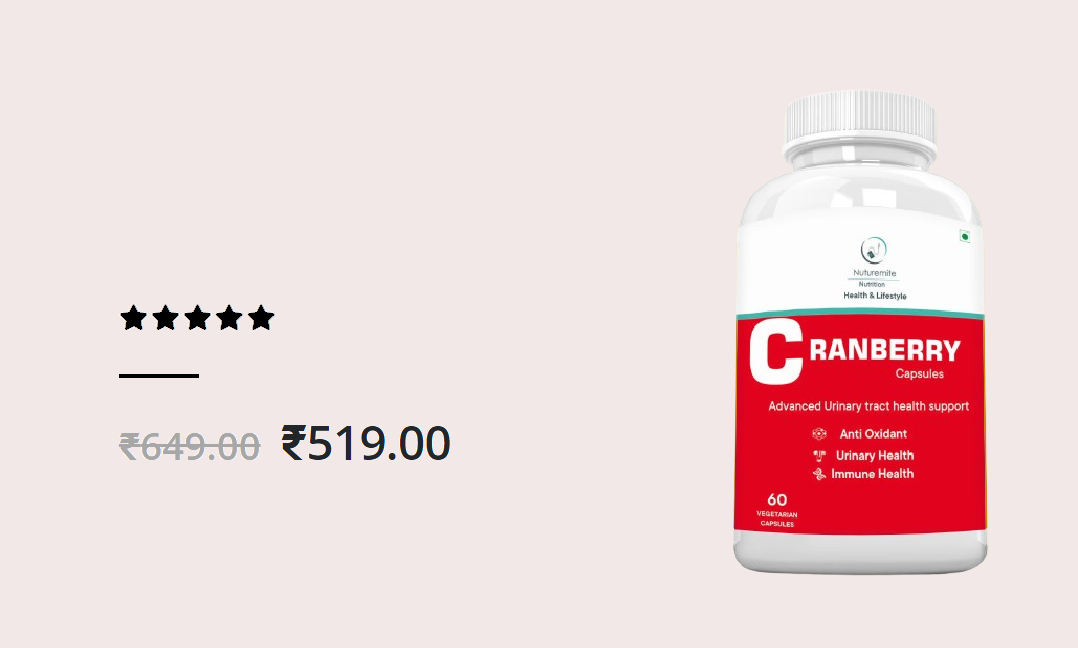 ₹649.00 ₹519.00
Nuturemite
Nutrition
Health & Lifestyle
CRANBERRY
Capsules
Advanced Urinary tract health support
Anti Oxidant
Urinary Health
Immune Health
60
VEGETARIAN
CAPSULES